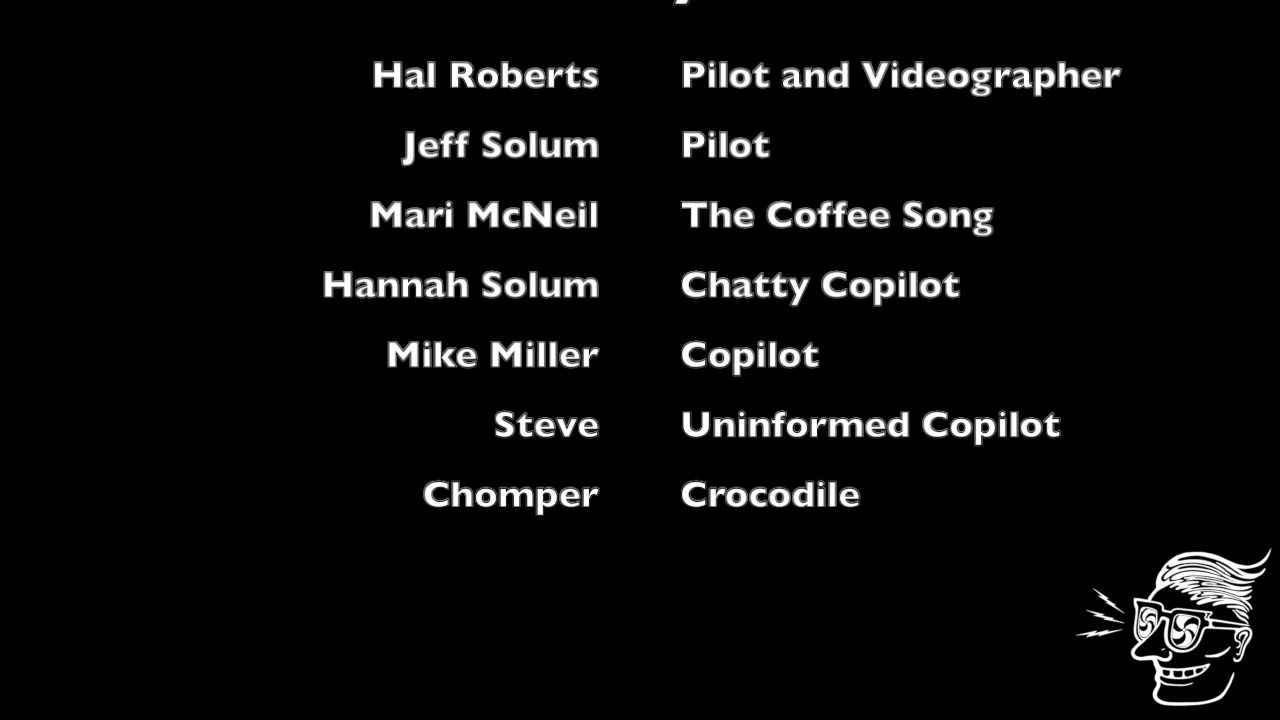 Hal Roberts Pilot and Videographer
Jeff Solum Pilot
Mari McNeil The Coffee Song
Hannah Solum Chatty Copilot
Mike Miller Copilot
Steve Uninformed Copilot
Chomper Crocodile